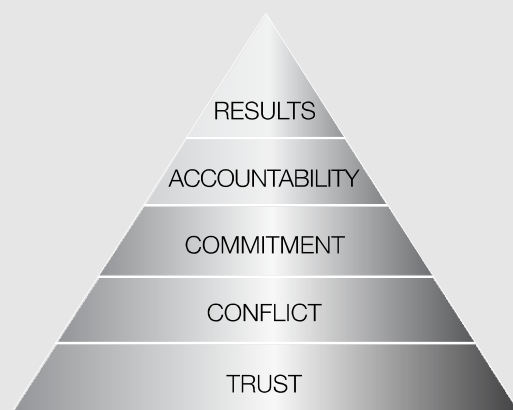 RESULTS
ACCOUNTABILITY
COMMITMENT
CONFLICT
TRUST